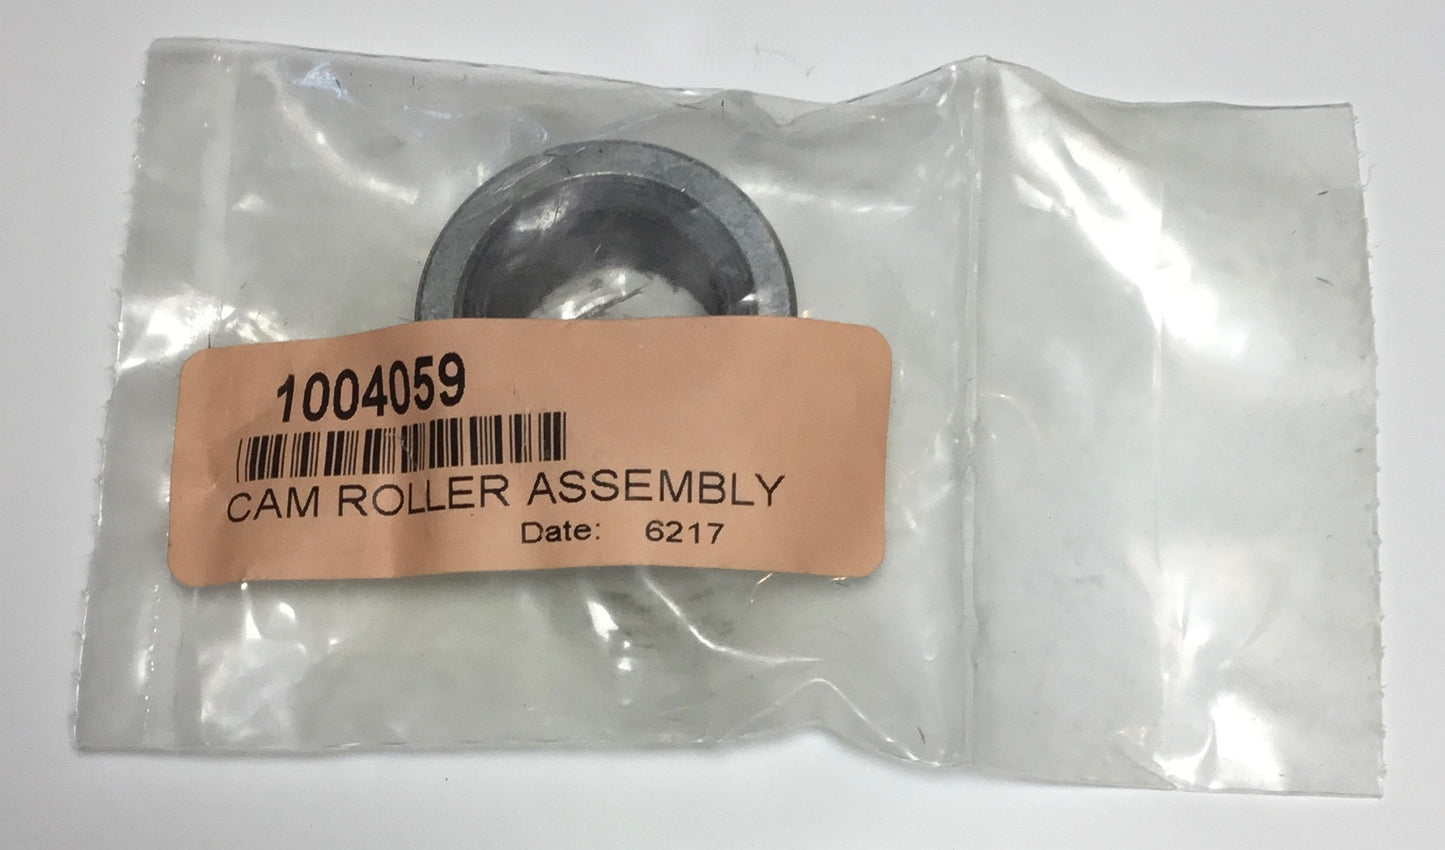 1004059
CAM ROLLER ASSEMBLY
Date: 6217